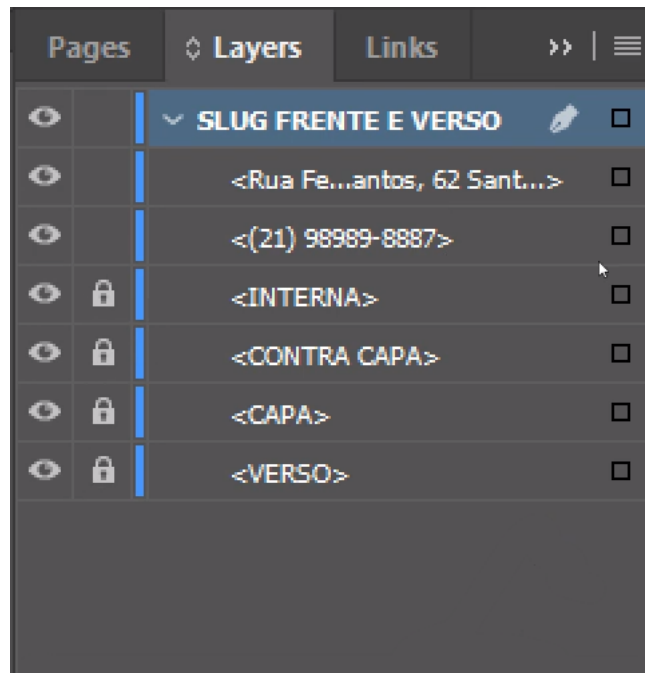 Pages Layers Links
SLUG FRENTE E VERSO
<Rua Fe...antos, 62 Sant...>
<(21) 98989-8887>
<INTERNA>
<CONTRA CAPA>
<CAPA>
<VERSO>